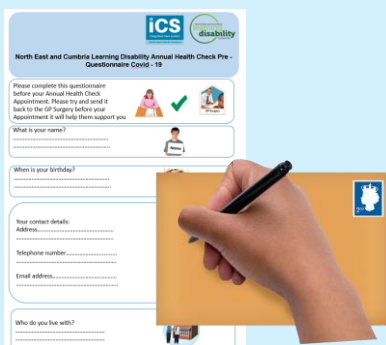 ics
disability
North East and Cumbria Learning Disability Annual Health Check Pre -
Questionnaire Covid - 19
Please complete this questionnaire
before your Annual Health Check
Appointment. Please try and send it
back to the GP Surgery before your
Appointment it will help them support you
What is your name?
..........................................
..........................................
When is your birthday?
..........................................
..........................................
Your contact details:
Address..........................
..........................................
Telephone number..................
..........................................
Email address......................
..........................................
Who do you live with?
..........................................
..........................................